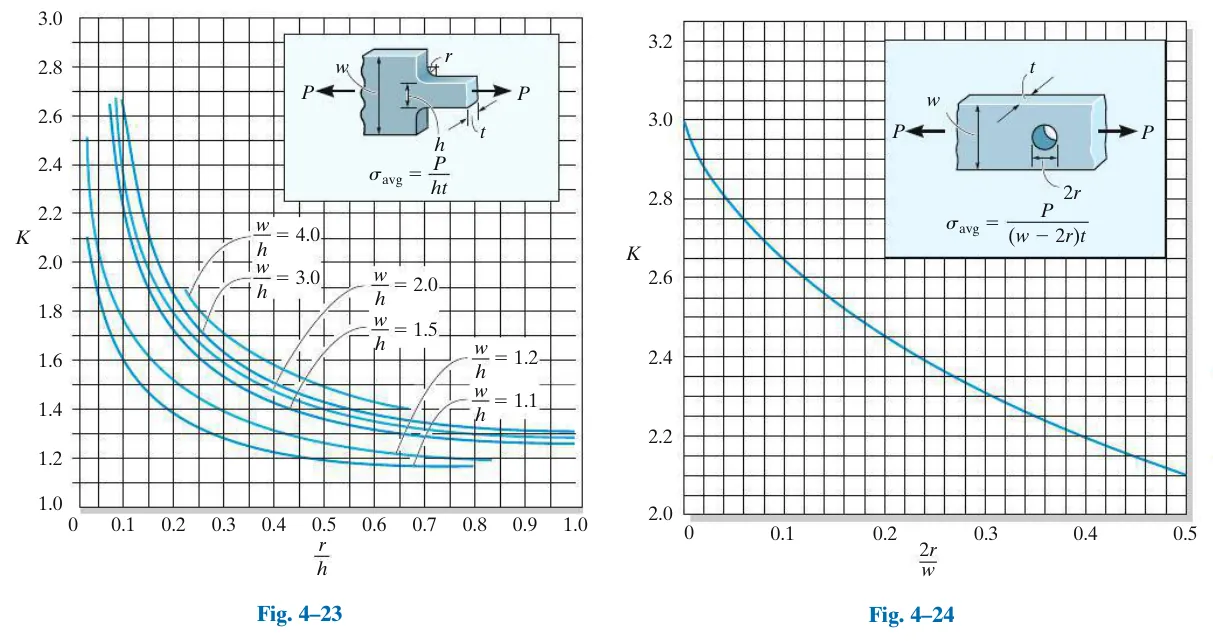 3.0
2.8
2.6
2.4
2.2
2.0
1.8
1.6
1.4
1.2
1.0
K
0 0.1 0.2 0.3 0.4 0.5 0.6 0.7 0.8 0.9 1.0
r/h
w
r
P
P
h
t
σavg = P/ht
w/h = 4.0
w/h = 3.0
w/h = 2.0
w/h = 1.5
w/h = 1.2
w/h = 1.1
Fig. 4–23
3.2
3.0
2.8
2.6
2.4
2.2
2.0
K
0 0.1 0.2 0.3 0.4 0.5
2r/w
t
w
P
P
2r
σavg = P/(w − 2r)t
Fig. 4–24